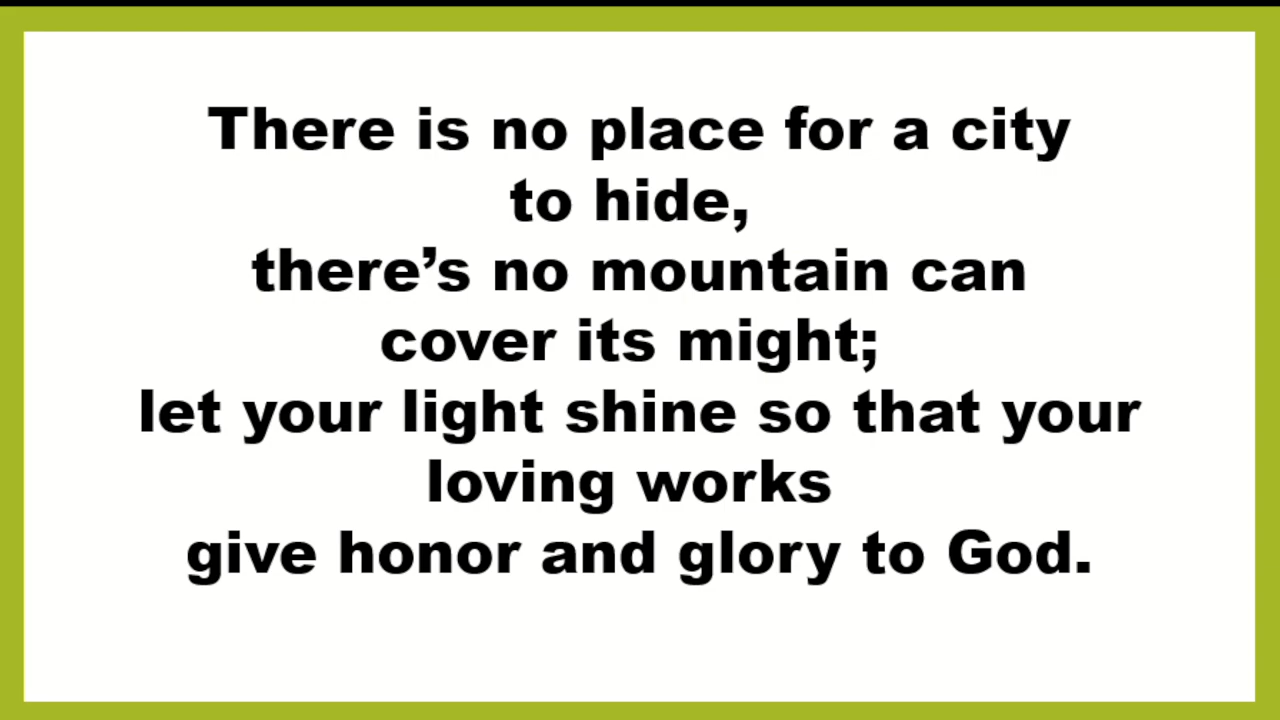 There is no place for a city
to hide,
there’s no mountain can
cover its might;
let your light shine so that your
loving works
give honor and glory to God.